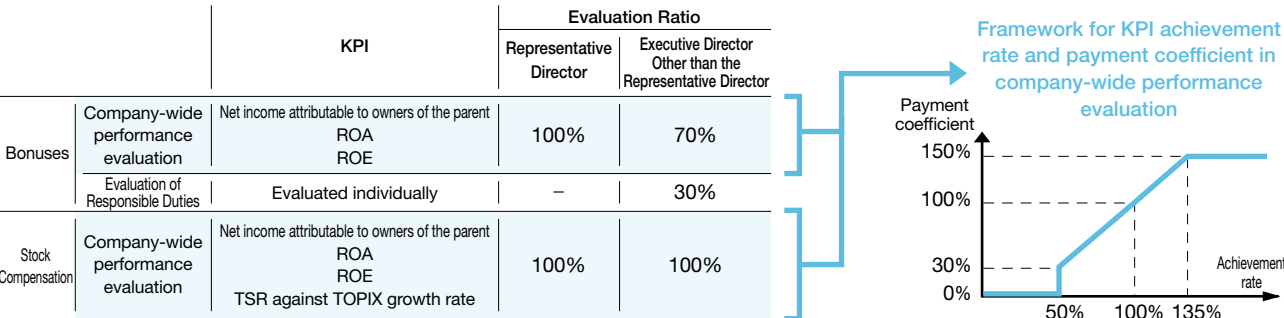 Evaluation Ratio
KPI
Representative
Director
Executive Director
Other than the
Representative Director
Bonuses
Company-wide
performance
evaluation
Net income attributable to owners of the parent
ROA
ROE
100%
70%
Evaluation of
Responsible Duties
Evaluated individually
–
30%
Stock
Compensation
Company-wide
performance
evaluation
Net income attributable to owners of the parent
ROA
ROE
TSR against TOPIX growth rate
100%
100%
Framework for KPI achievement
rate and payment coefficient in
company-wide performance
evaluation
Payment
coefficient
150%
100%
30%
0%
50%
100%
135%
Achievement
rate